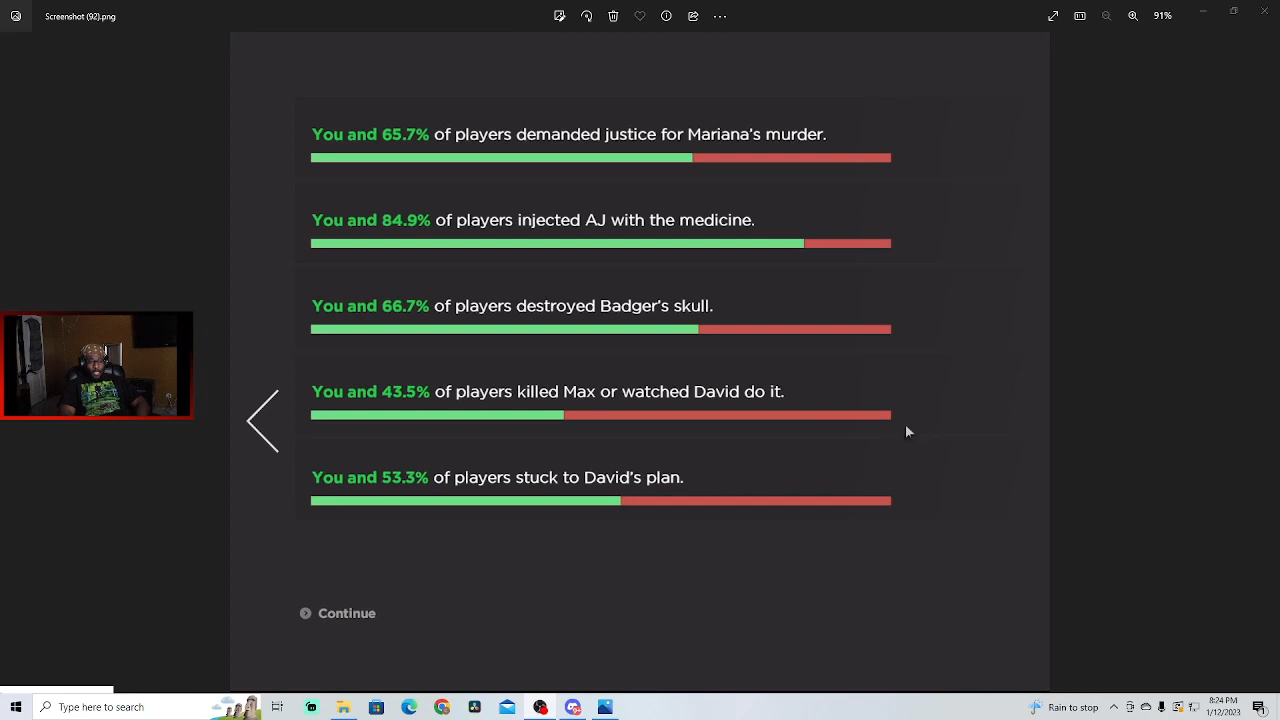 Screenshot (92).png
91%
You and 65.7% of players demanded justice for Mariana's murder.
You and 84.9% of players injected AJ with the medicine.
You and 66.7% of players destroyed Badger's skull.
You and 43.5% of players killed Max or watched David do it.
You and 53.3% of players stuck to David's plan.
Continue
Type here to search
Rain to stop
8:24 PM
1/12/2023